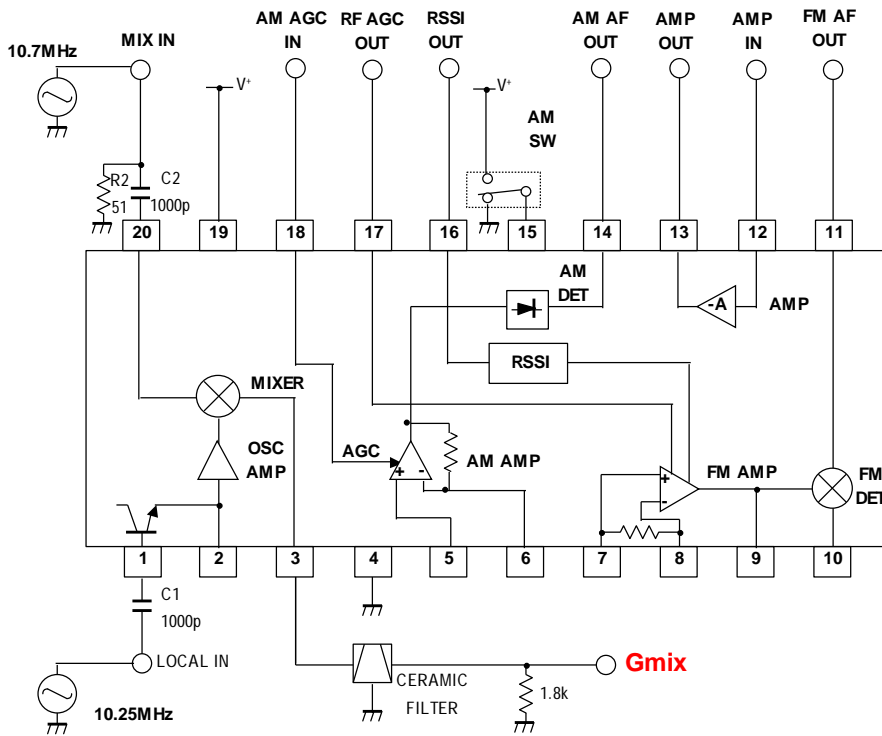 AM AGC IN
RF AGC OUT
RSSI OUT
AM AF OUT
AMP OUT
AMP IN
FM AF OUT
MIX IN
10.7MHz
V+
V+
AM SW
R2 51
C2 1000p
20 19 18 17 16 15 14 13 12 11
AM DET
-A
AMP
RSSI
MIXER
OSC AMP
AGC
+ -
AM AMP
+
-
FM AMP
FM DET
1 2 3 4 5 6 7 8 9 10
C1
1000p
LOCAL IN
10.25MHz
CERAMIC FILTER
1.8k
Gmix